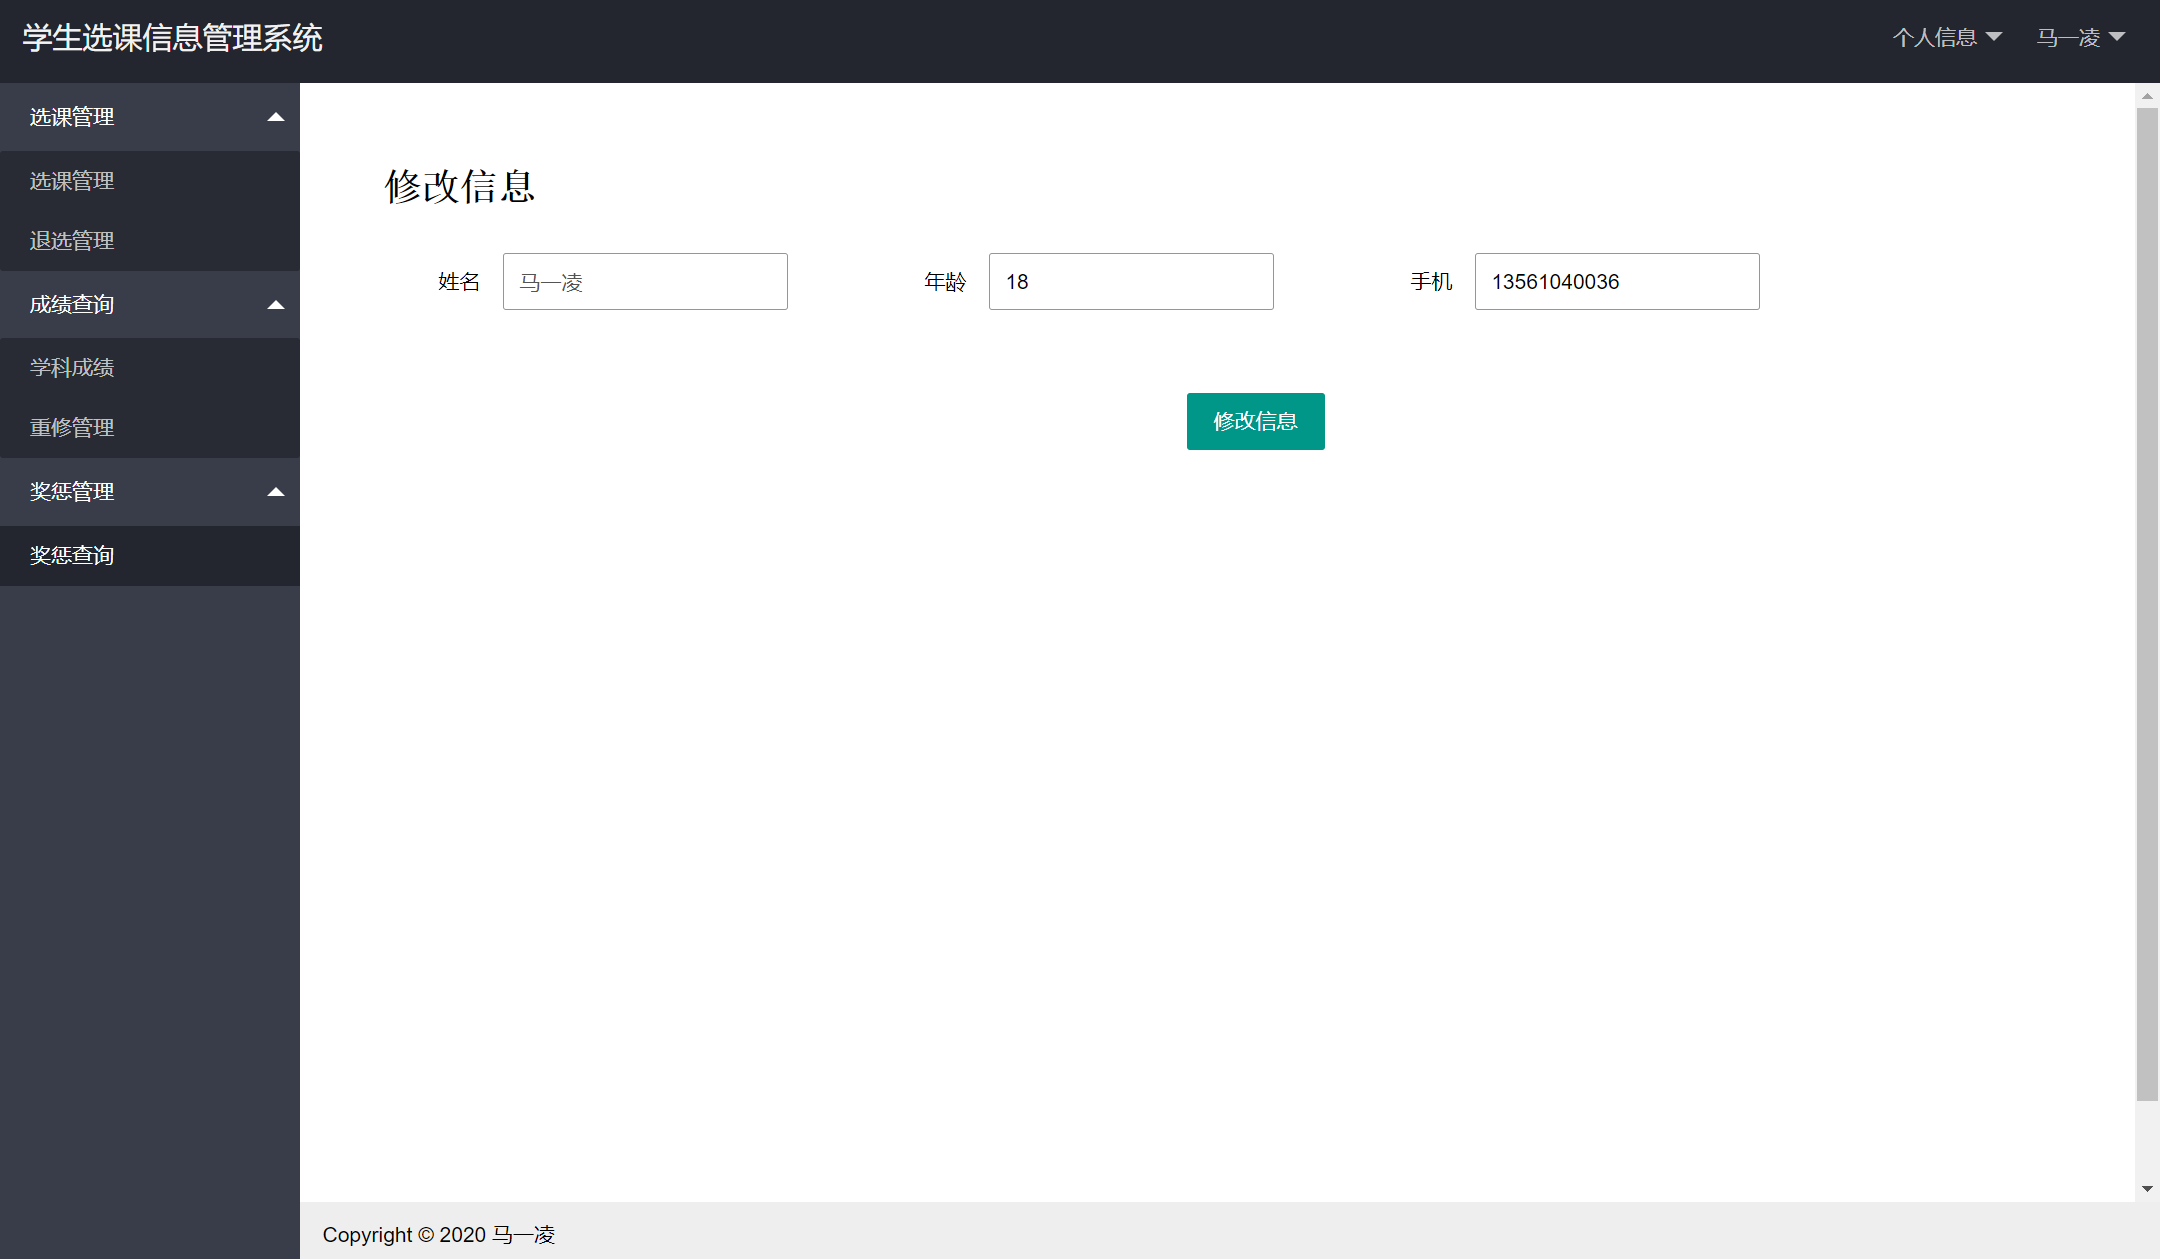 学生选课信息管理系统
个人信息
马一凌
选课管理
选课管理
退选管理
成绩查询
学科成绩
重修管理
奖惩管理
奖惩查询
修改信息
姓名 马一凌 年龄 18 手机 13561040036
修改信息
Copyright © 2020 马一凌